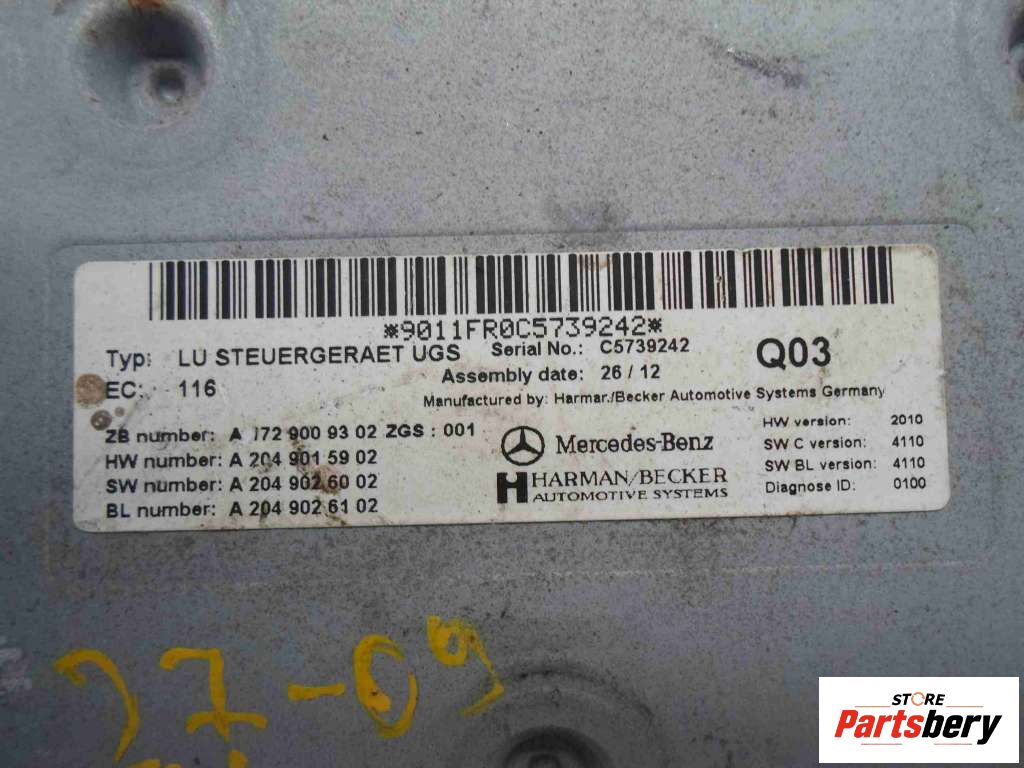 *9011FR0C5739242*
Typ: LU STEUERGERAET UGS Serial No.: C5739242 Q03
EC: 116 Assembly date: 26 / 12
Manufactured by: Harman/Becker Automotive Systems Germany
ZB number: A 172 900 93 02 ZGS : 001
HW number: A 204 901 59 02
SW number: A 204 902 60 02
BL number: A 204 902 61 02
Mercedes-Benz
HARMAN/BECKER
AUTOMOTIVE SYSTEMS
HW version: 2010
SW C version: 4110
SW BL version: 4110
Diagnose ID: 0100
27-09
STORE
Partsbery